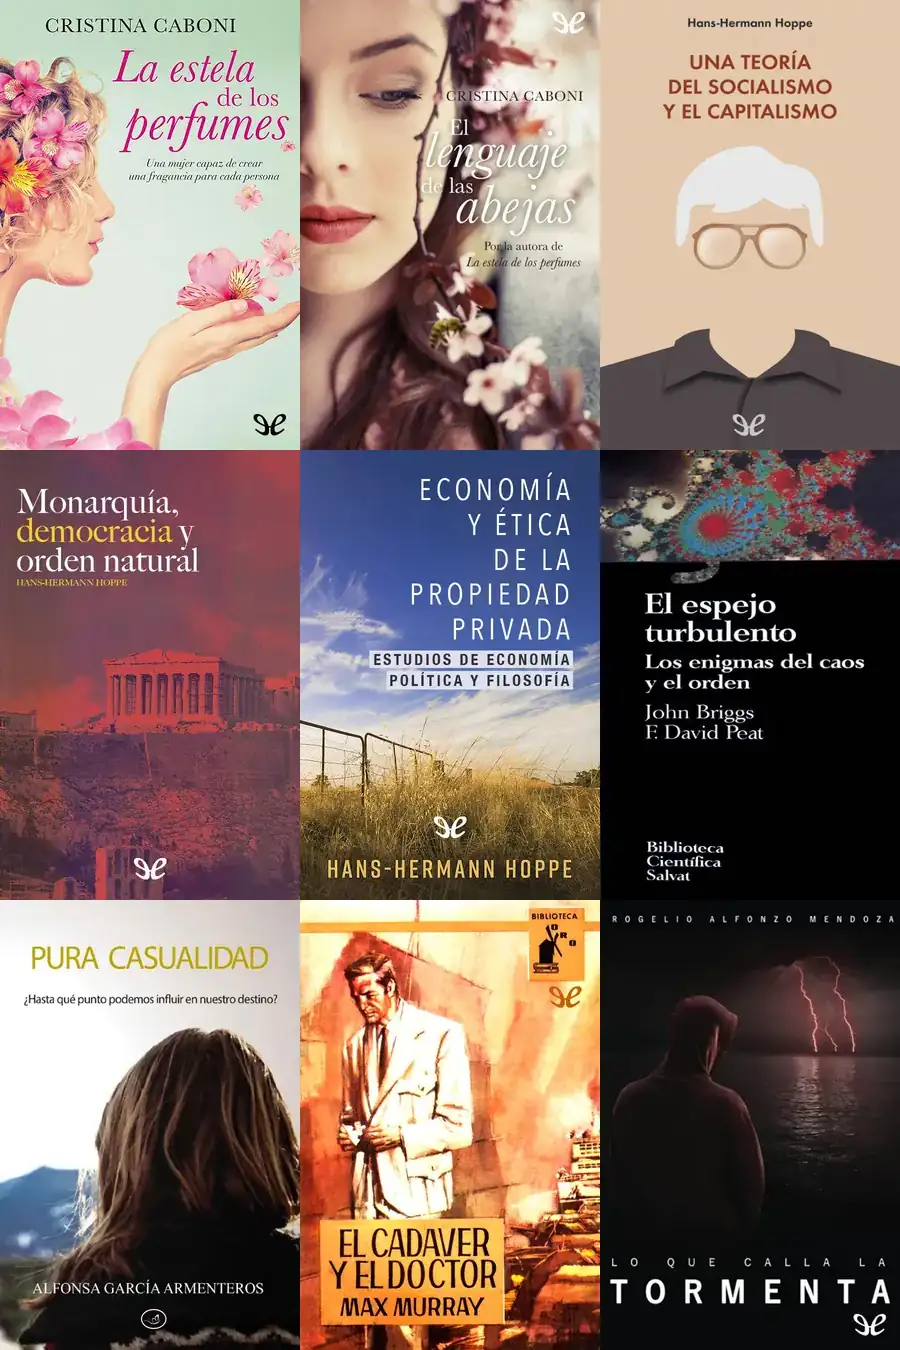 CRISTINA CABONI
La estela
de los
perfumes
Una mujer capaz de crear
una fragancia para cada persona
CRISTINA CABONI
El
lenguaje
de las
abejas
Por la autora de
La estela de los perfumes
Hans-Hermann Hoppe
UNA TEORÍA
DEL SOCIALISMO
Y EL CAPITALISMO
Monarquía,
democracia y
orden natural
HANS-HERMANN HOPPE
ECONOMÍA
Y ÉTICA
DE LA
PROPIEDAD
PRIVADA
ESTUDIOS DE ECONOMÍA
POLÍTICA Y FILOSOFÍA
HANS-HERMANN HOPPE
El espejo
turbulento
Los enigmas del caos
y el orden
John Briggs
F. David Peat
Biblioteca
Científica
Salvat
PURA CASUALIDAD
¿Hasta qué punto podemos influir en nuestro destino?
ALFONSA GARCÍA ARMENTEROS
BIBLIOTECA
ORO
EL CADAVER
Y EL DOCTOR
MAX MURRAY
ROGELIO ALFONZO MENDOZA
LO QUE CALLA LA
TORMENTA